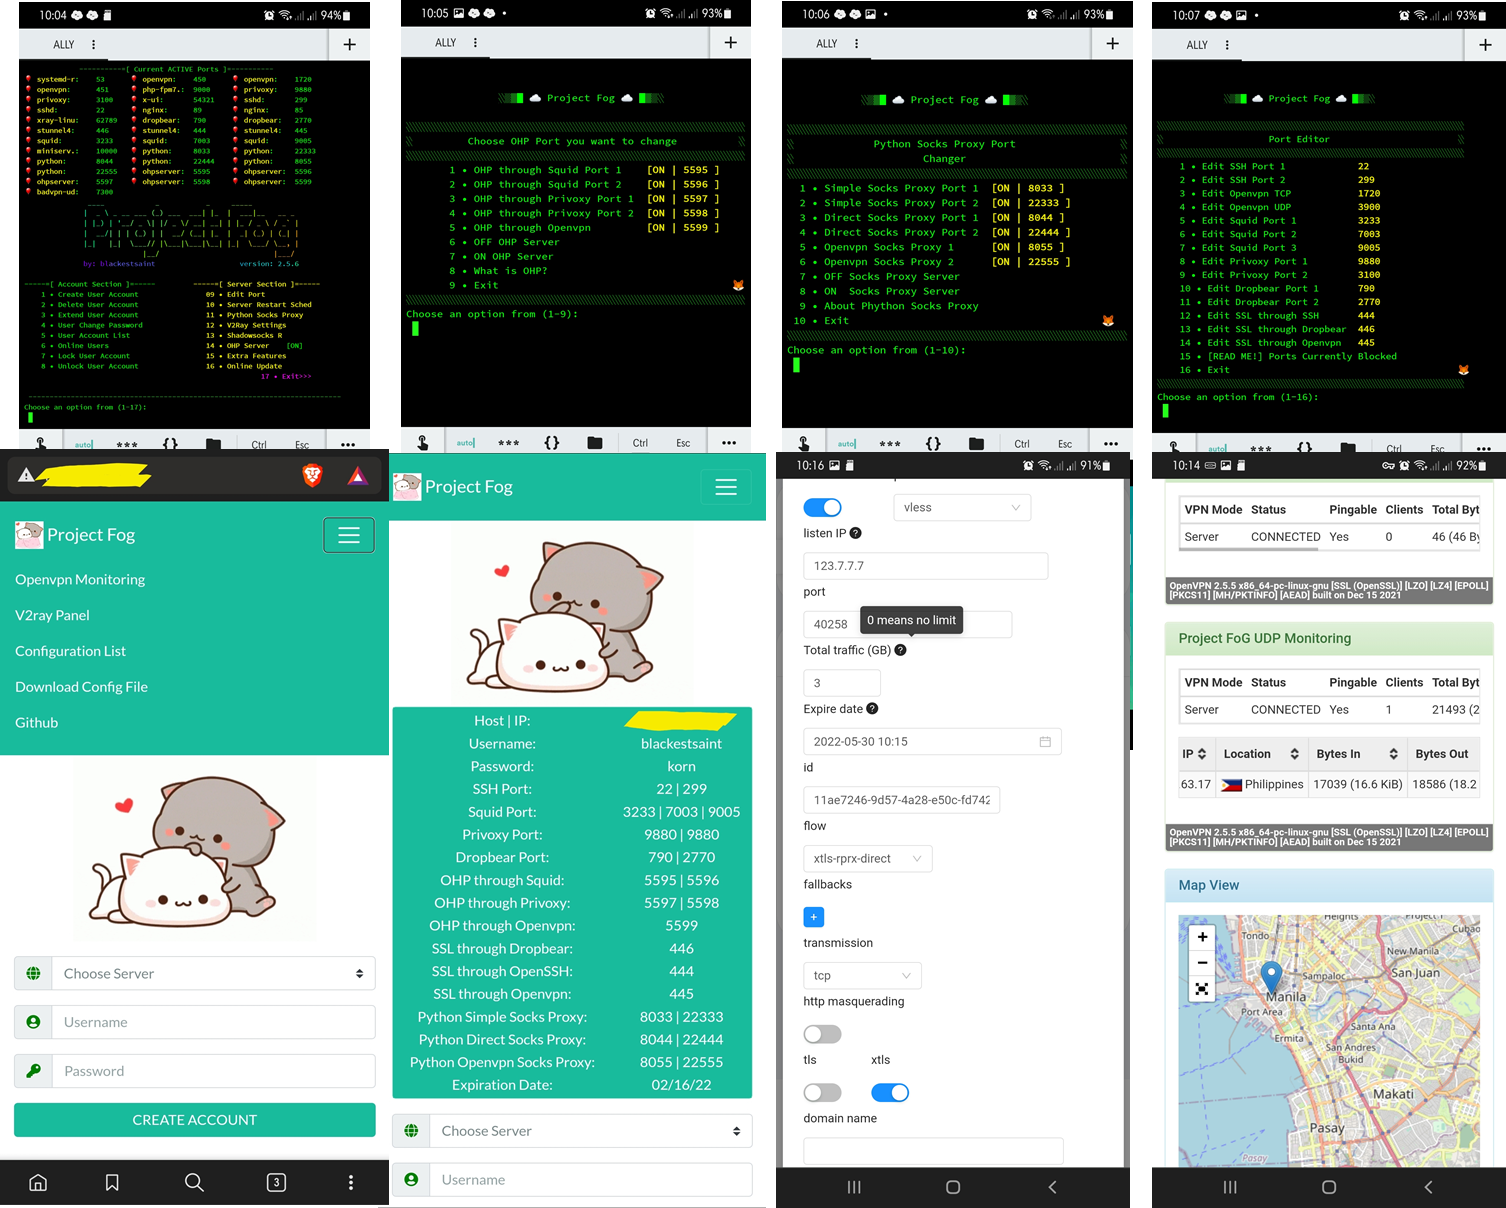 10:04
94%
ALLY
[ Current ACTIVE Ports ]
systemd-r: 53 openvpn: 450 openvpn: 1720
openvpn: 451 php-fpm7.: 9000 privoxy: 9880
privoxy: 3100 x-ui: 54321 sshd: 299
sshd: 22 nginx: 89 nginx: 85
xray-linu: 62789 dropbear: 790 dropbear: 2770
stunnel4: 446 stunnel4: 444 stunnel4: 445
squid: 3233 squid: 7003 squid: 9005
miniserv.: 10000 python: 8033 python: 22333
python: 8044 python: 22444 python: 8055
python: 22555 ohpserver: 5595 ohpserver: 5596
ohpserver: 5597 ohpserver: 5598 ohpserver: 5599
badvpn-ud: 7300
Project Fog
by: blackestsaint version: 2.5.6
[ Account Section ] [ Server Section ]
1 • Create User Account 09 • Edit Port
2 • Delete User Account 10 • Server Restart Sched
3 • Extend User Account 11 • Python Socks Proxy
4 • User Change Password 12 • V2Ray Settings
5 • User Account List 13 • Shadowsocks R
6 • Online Users 14 • OHP Server [ON]
7 • Lock User Account 15 • Extra Features
8 • Unlock User Account 16 • Online Update
17 • Exit>>>
Choose an option from (1-17):
auto| *** {} Ctrl Esc •••
10:05
93%
ALLY
Project Fog
Choose OHP Port you want to change
1 • OHP through Squid Port 1 [ON | 5595 ]
2 • OHP through Squid Port 2 [ON | 5596 ]
3 • OHP through Privoxy Port 1 [ON | 5597 ]
4 • OHP through Privoxy Port 2 [ON | 5598 ]
5 • OHP through Openvpn [ON | 5599 ]
6 • OFF OHP Server
7 • ON OHP Server
8 • What is OHP?
9 • Exit
Choose an option from (1-9):
auto| *** {} Ctrl Esc •••
10:06
93%
ALLY
Project Fog
Python Socks Proxy Port
Changer
1 • Simple Socks Proxy Port 1 [ON | 8033 ]
2 • Simple Socks Proxy Port 2 [ON | 22333 ]
3 • Direct Socks Proxy Port 1 [ON | 8044 ]
4 • Direct Socks Proxy Port 2 [ON | 22444 ]
5 • Openvpn Socks Proxy 1 [ON | 8055 ]
6 • Openvpn Socks Proxy 2 [ON | 22555 ]
7 • OFF Socks Proxy Server
8 • ON Socks Proxy Server
9 • About Phython Socks Proxy
10 • Exit
Choose an option from (1-10):
auto| *** {} Ctrl Esc •••
10:07
93%
ALLY
Project Fog
Port Editor
1 • Edit SSH Port 1 22
2 • Edit SSH Port 2 299
3 • Edit Openvpn TCP 1720
4 • Edit Openvpn UDP 3900
5 • Edit Squid Port 1 3233
6 • Edit Squid Port 2 7003
7 • Edit Squid Port 3 9005
8 • Edit Privoxy Port 1 9880
9 • Edit Privoxy Port 2 3100
10 • Edit Dropbear Port 1 790
11 • Edit Dropbear Port 2 2770
12 • Edit SSL through SSH 444
13 • Edit SSL through Dropbear 446
14 • Edit SSL through Openvpn 445
15 • [READ ME!] Ports Currently Blocked
16 • Exit
Choose an option from (1-16):
auto| *** {} Ctrl Esc •••
Project Fog
Openvpn Monitoring
V2ray Panel
Configuration List
Download Config File
Github
Choose Server
Username
Password
CREATE ACCOUNT
3
Project Fog
Host | IP:
Username: blackestsaint
Password: korn
SSH Port: 22 | 299
Squid Port: 3233 | 7003 | 9005
Privoxy Port: 9880 | 9880
Dropbear Port: 790 | 2770
OHP through Squid: 5595 | 5596
OHP through Privoxy: 5597 | 5598
OHP through Openvpn: 5599
SSL through Dropbear: 446
SSL through OpenSSH: 444
SSL through Openvpn: 445
Python Simple Socks Proxy: 8033 | 22333
Python Direct Socks Proxy: 8044 | 22444
Python Openvpn Socks Proxy: 8055 | 22555
Expiration Date: 02/16/22
Choose Server
Username
10:16
91%
vless
listen IP ?
123.7.7.7
port
40258
0 means no limit
Total traffic (GB) ?
3
Expire date ?
2022-05-30 10:15
id
11ae7246-9d57-4a28-e50c-fd742
flow
xtls-rprx-direct
fallbacks
+
transmission
tcp
http masquerading
tls xtls
domain name
10:14
92%
VPN Mode Status Pingable Clients Total Byt
Server CONNECTED Yes 0 46 (46 By
OpenVPN 2.5.5 x86_64-pc-linux-gnu [SSL (OpenSSL)] [LZO] [LZ4] [EPOLL]
[PKCS11] [MH/PKTINFO] [AEAD] built on Dec 15 2021
Project FoG UDP Monitoring
VPN Mode Status Pingable Clients Total Byt
Server CONNECTED Yes 1 21493 (2
IP Location Bytes In Bytes Out
63.17 Philippines 17039 (16.6 KiB) 18586 (18.2
OpenVPN 2.5.5 x86_64-pc-linux-gnu [SSL (OpenSSL)] [LZO] [LZ4] [EPOLL]
[PKCS11] [MH/PKTINFO] [AEAD] built on Dec 15 2021
Map View
Heights
Project
Tondo
Cubao
+
New Manila
−
Sampaloc
San Juan
Manila
Port Area
Santa Ana
Ermita
San Andres
Bukid
Makati
Pasay
Pasay